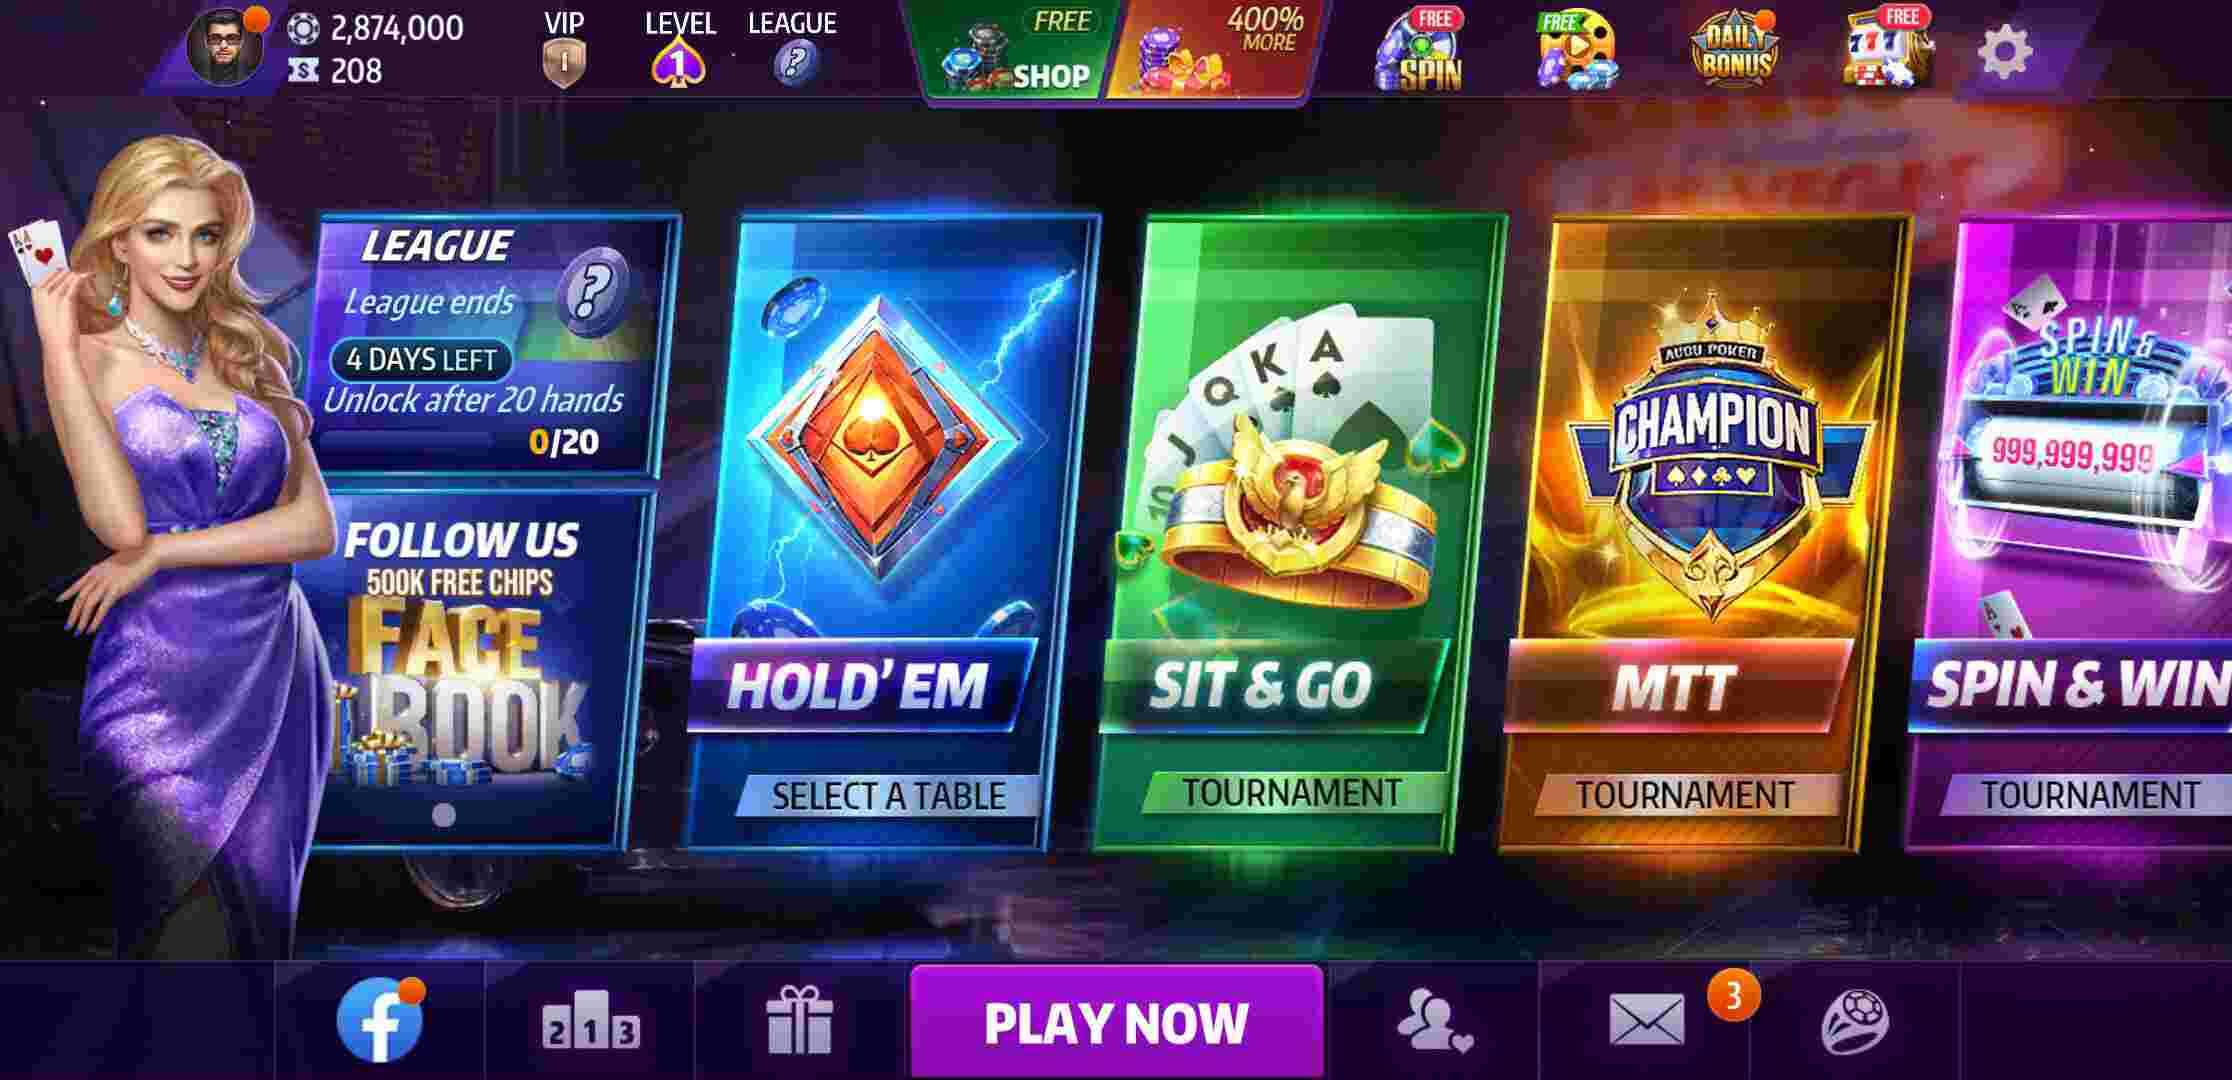 2,874,000
208
VIP
1
LEVEL
1
LEAGUE
?
FREE
SHOP
400%
MORE
FREE
SPIN
FREE
DAILY
BONUS
FREE
777
LEAGUE
League ends
?
4 DAYS LEFT
Unlock after 20 hands
0/20
FOLLOW US
500K FREE CHIPS
FACE
BOOK
HOLD'EM
SELECT A TABLE
10 J Q K A
SIT & GO
TOURNAMENT
POKER
CHAMPION
MTT
TOURNAMENT
SPIN &
WIN
999,999,999
SPIN & WIN
TOURNAMENT
f
2 1 3
PLAY NOW
3